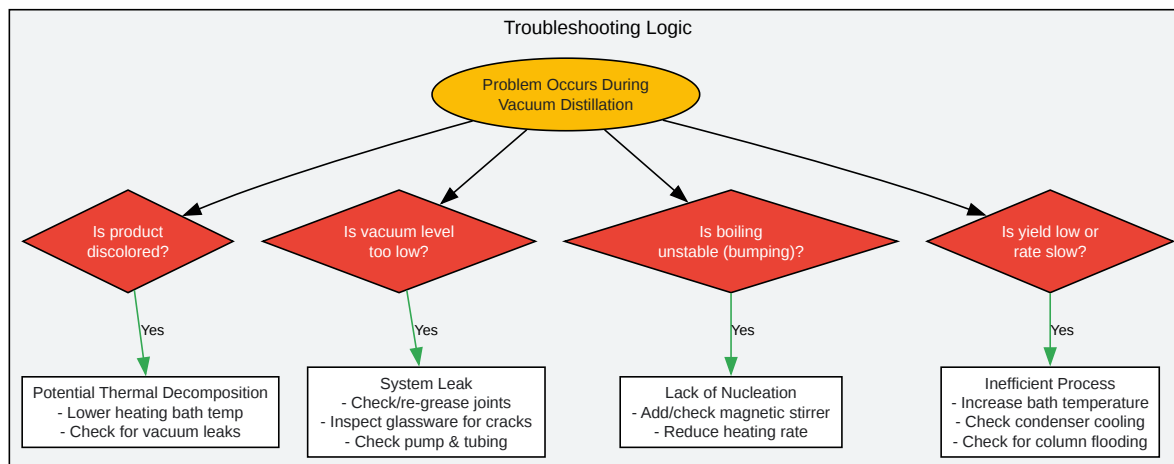 Troubleshooting Logic
Problem Occurs During
Vacuum Distillation
Is product
discolored?
Is vacuum level
too low?
Is boiling
unstable (bumping)?
Is yield low or
rate slow?
Yes
Yes
Yes
Yes
Potential Thermal Decomposition
- Lower heating bath temp
- Check for vacuum leaks
System Leak
- Check/re-grease joints
- Inspect glassware for cracks
- Check pump & tubing
Lack of Nucleation
- Add/check magnetic stirrer
- Reduce heating rate
Inefficient Process
- Increase bath temperature
- Check condenser cooling
- Check for column flooding